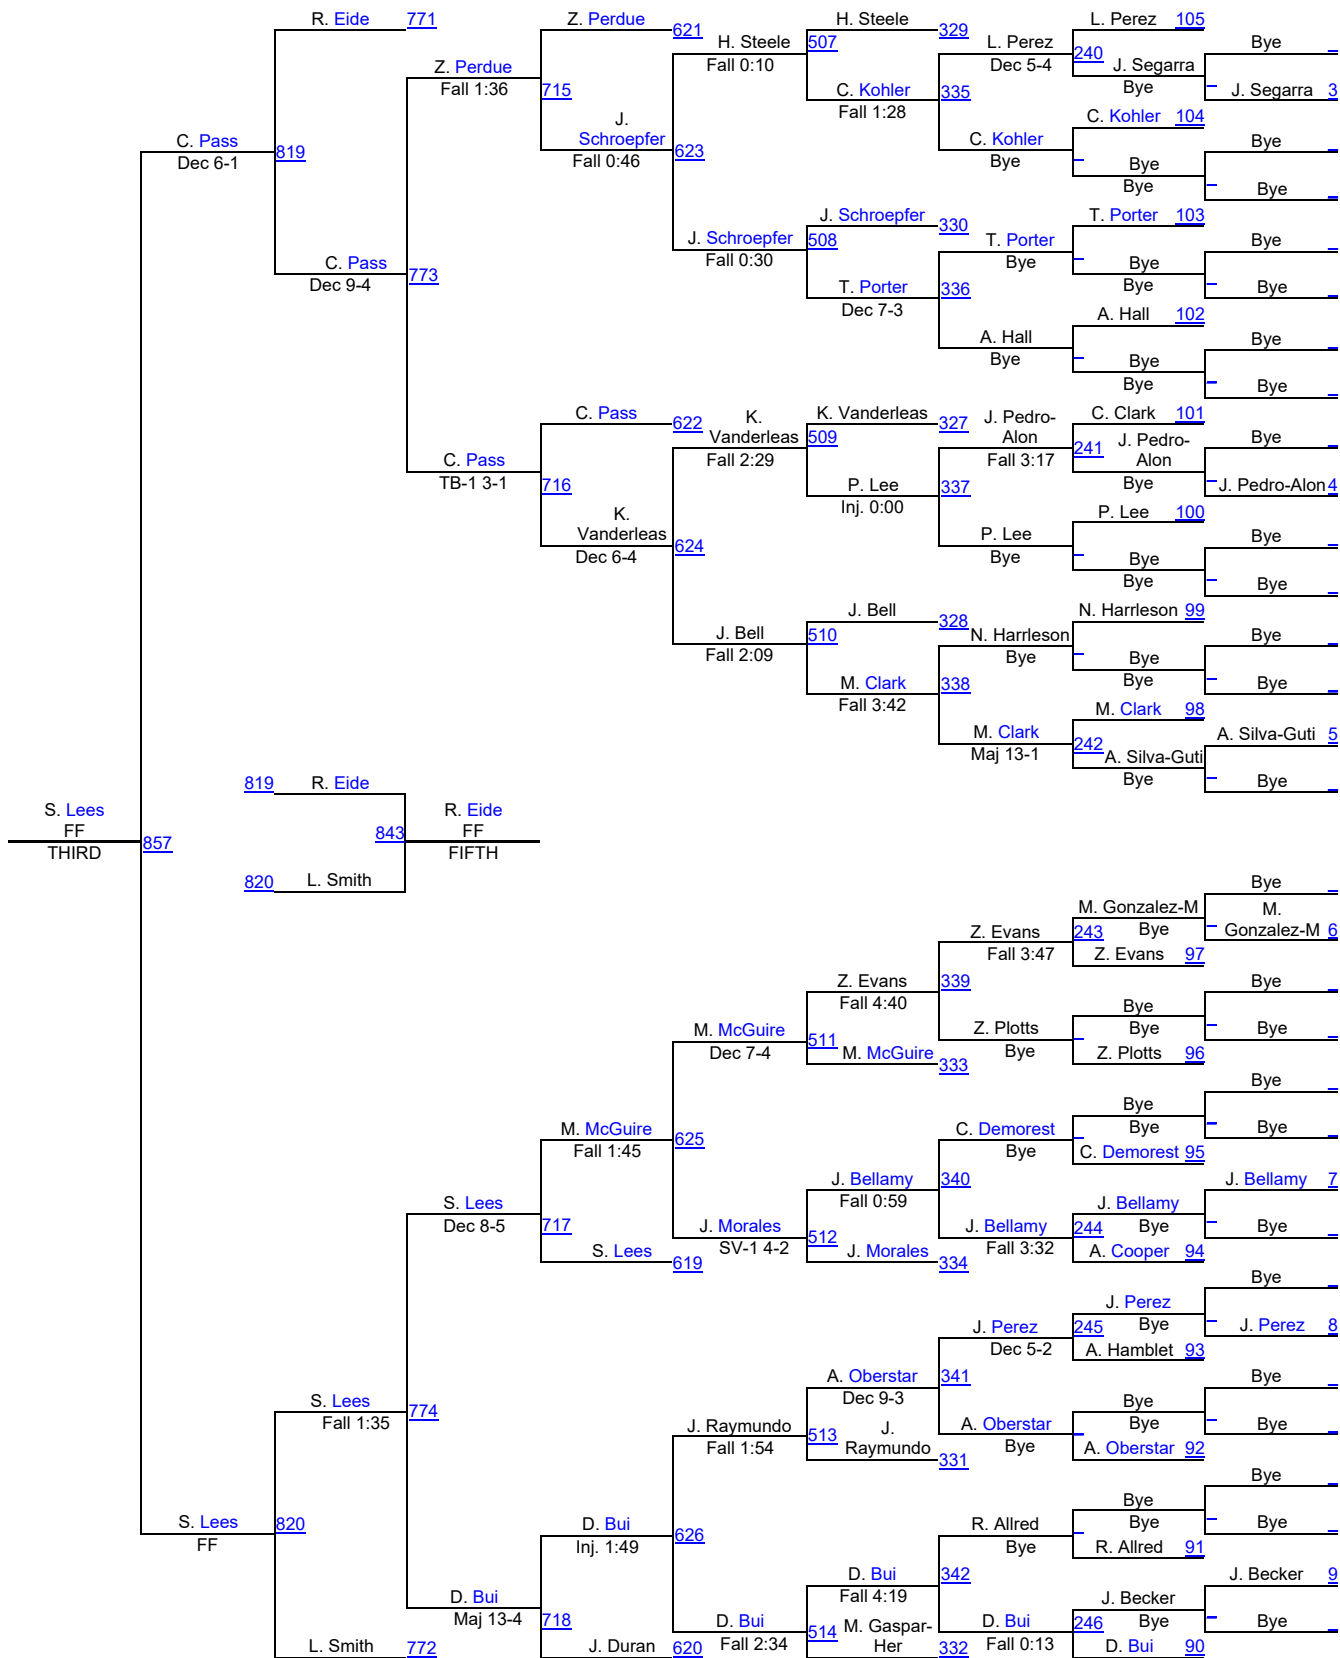 R. Eide 771
Z. Perdue 621
H. Steele 329
L. Perez 105
H. Steele 507
Fall 0:10
L. Perez 240
Dec 5-4
Bye
J. Segarra
Bye
J. Segarra 3
Z. Perdue
Fall 1:36
715
C. Kohler 335
Fall 1:28
C. Kohler 104
J. Schroepfer 623
Fall 0:46
C. Kohler
Bye
Bye
Bye
Bye
Bye
C. Pass 819
Dec 6-1
J. Schroepfer 330
T. Porter 103
J. Schroepfer 508
Fall 0:30
T. Porter
Bye
Bye
Bye
Bye
Bye
C. Pass 773
Dec 9-4
T. Porter 336
Dec 7-3
A. Hall 102
A. Hall
Bye
Bye
Bye
Bye
Bye
C. Pass 622
K. Vanderleas 509
Fall 2:29
K. Vanderleas 327
J. Pedro-Alon 241
Fall 3:17
C. Clark 101
J. Pedro-Alon
Bye
Bye
J. Pedro-Alon 4
C. Pass 716
TB-1 3-1
P. Lee 337
Inj. 0:00
P. Lee 100
K. Vanderleas 624
Dec 6-4
P. Lee
Bye
Bye
Bye
Bye
Bye
J. Bell 328
N. Harrleson 99
J. Bell 510
Fall 2:09
N. Harrleson
Bye
Bye
Bye
Bye
Bye
M. Clark 338
Fall 3:42
M. Clark 98
M. Clark 242
Maj 13-1
A. Silva-Guti 5
A. Silva-Guti
Bye
Bye
819 R. Eide
S. Lees
FF
THIRD
857
843
R. Eide
FF
FIFTH
820 L. Smith
Bye
M. Gonzalez-M
Bye
M. Gonzalez-M 6
Z. Evans 243
Fall 3:47
Z. Evans 97
Z. Evans 339
Fall 4:40
Bye
Bye
Bye
Bye
M. McGuire 511
Dec 7-4
Z. Plotts
Bye
M. McGuire 333
Z. Plotts 96
Bye
Bye
Bye
Bye
M. McGuire 625
Fall 1:45
C. Demorest
Bye
C. Demorest 95
J. Bellamy 340
Fall 0:59
J. Bellamy 7
S. Lees 717
Dec 8-5
J. Bellamy
Bye
Bye
J. Morales 512
SV-1 4-2
J. Bellamy 244
Fall 3:32
S. Lees 619
J. Morales 334
A. Cooper 94
Bye
J. Perez
Bye
J. Perez 8
J. Perez 245
Dec 5-2
A. Hamblet 93
A. Oberstar 341
Dec 9-3
Bye
S. Lees 774
Fall 1:35
Bye
Bye
Bye
J. Raymundo 513
Fall 1:54
A. Oberstar
Bye
J. Raymundo 331
A. Oberstar 92
Bye
Bye
Bye
Bye
S. Lees 820
FF
D. Bui 626
Inj. 1:49
R. Allred
Bye
R. Allred 91
D. Bui 342
Fall 4:19
J. Becker 9
D. Bui 718
Maj 13-4
J. Becker
Bye
Bye
D. Bui 514
Fall 2:34
M. Gaspar-Her 332
D. Bui 246
Fall 0:13
L. Smith 772
J. Duran 620
D. Bui 90